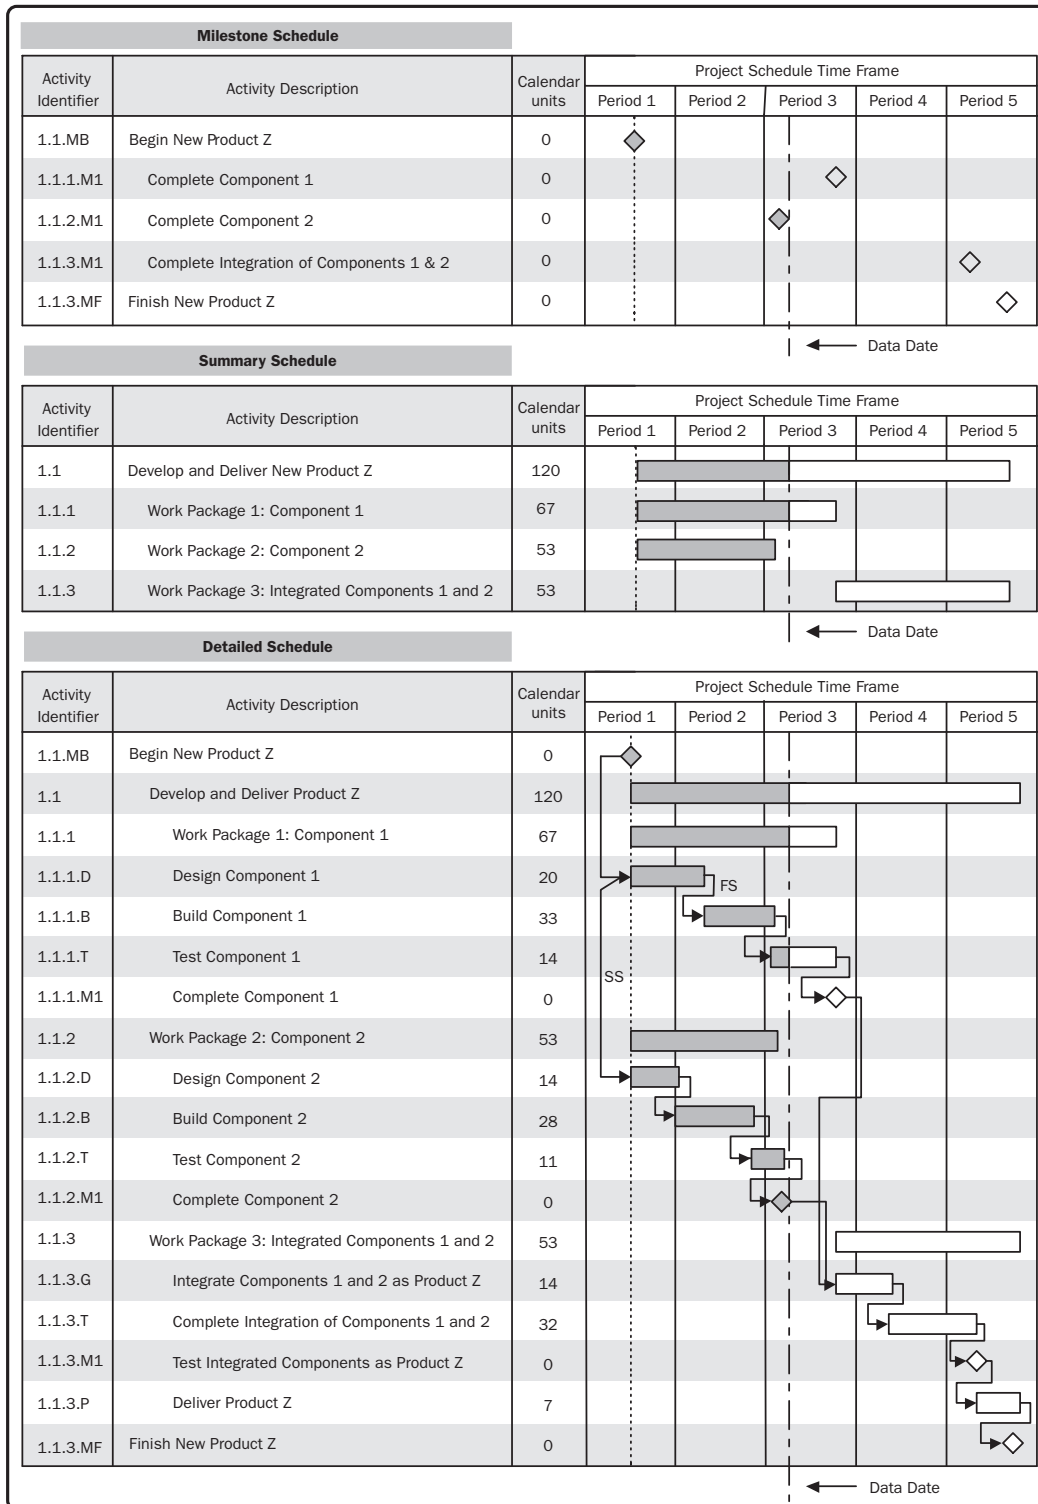 Milestone Schedule
Activity Identifier Activity Description Calendar units Project Schedule Time Frame
Period 1 Period 2 Period 3 Period 4 Period 5
1.1.MB Begin New Product Z 0
1.1.1.M1 Complete Component 1 0
1.1.2.M1 Complete Component 2 0
1.1.3.M1 Complete Integration of Components 1 & 2 0
1.1.3.MF Finish New Product Z 0
Data Date
Summary Schedule
Activity Identifier Activity Description Calendar units Project Schedule Time Frame
Period 1 Period 2 Period 3 Period 4 Period 5
1.1 Develop and Deliver New Product Z 120
1.1.1 Work Package 1: Component 1 67
1.1.2 Work Package 2: Component 2 53
1.1.3 Work Package 3: Integrated Components 1 and 2 53
Data Date
Detailed Schedule
Activity Identifier Activity Description Calendar units Project Schedule Time Frame
Period 1 Period 2 Period 3 Period 4 Period 5
1.1.MB Begin New Product Z 0
1.1 Develop and Deliver Product Z 120
1.1.1 Work Package 1: Component 1 67
1.1.1.D Design Component 1 20 FS
1.1.1.B Build Component 1 33
1.1.1.T Test Component 1 14
SS
1.1.1.M1 Complete Component 1 0
1.1.2 Work Package 2: Component 2 53
1.1.2.D Design Component 2 14
1.1.2.B Build Component 2 28
1.1.2.T Test Component 2 11
1.1.2.M1 Complete Component 2 0
1.1.3 Work Package 3: Integrated Components 1 and 2 53
1.1.3.G Integrate Components 1 and 2 as Product Z 14
1.1.3.T Complete Integration of Components 1 and 2 32
1.1.3.M1 Test Integrated Components as Product Z 0
1.1.3.P Deliver Product Z 7
1.1.3.MF Finish New Product Z 0
Data Date